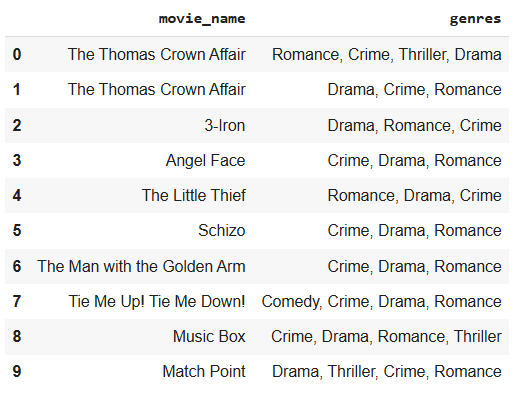 movie_name genres
0 The Thomas Crown Affair Romance, Crime, Thriller, Drama
1 The Thomas Crown Affair Drama, Crime, Romance
2 3-Iron Drama, Romance, Crime
3 Angel Face Crime, Drama, Romance
4 The Little Thief Romance, Drama, Crime
5 Schizo Crime, Drama, Romance
6 The Man with the Golden Arm Crime, Drama, Romance
7 Tie Me Up! Tie Me Down! Comedy, Crime, Drama, Romance
8 Music Box Crime, Drama, Romance, Thriller
9 Match Point Drama, Thriller, Crime, Romance